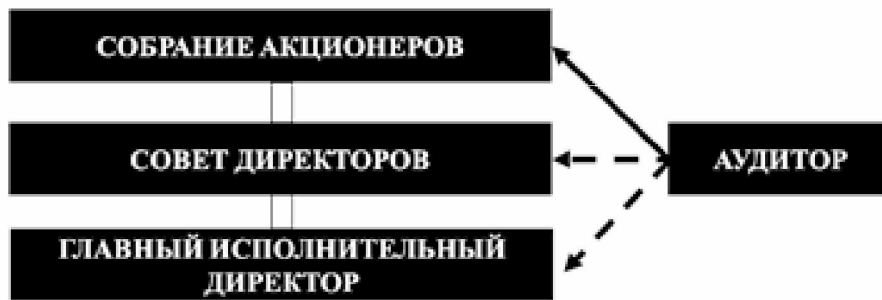 СОБРАНИЕ АКЦИОНЕРОВ
СОВЕТ ДИРЕКТОРОВ
АУДИТОР
ГЛАВНЫЙ ИСПОЛНИТЕЛЬНЫЙ
ДИРЕКТОР